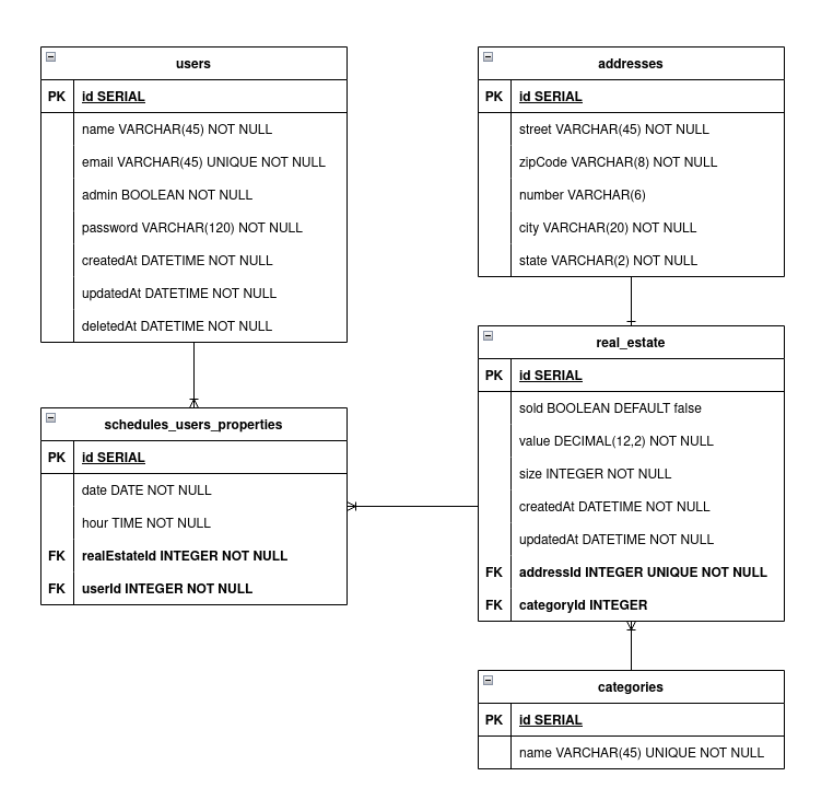 users
PK id SERIAL
name VARCHAR(45) NOT NULL
email VARCHAR(45) UNIQUE NOT NULL
admin BOOLEAN NOT NULL
password VARCHAR(120) NOT NULL
createdAt DATETIME NOT NULL
updatedAt DATETIME NOT NULL
deletedAt DATETIME NOT NULL
addresses
PK id SERIAL
street VARCHAR(45) NOT NULL
zipCode VARCHAR(8) NOT NULL
number VARCHAR(6)
city VARCHAR(20) NOT NULL
state VARCHAR(2) NOT NULL
schedules_users_properties
PK id SERIAL
date DATE NOT NULL
hour TIME NOT NULL
FK realEstateId INTEGER NOT NULL
FK userId INTEGER NOT NULL
real_estate
PK id SERIAL
sold BOOLEAN DEFAULT false
value DECIMAL(12,2) NOT NULL
size INTEGER NOT NULL
createdAt DATETIME NOT NULL
updatedAt DATETIME NOT NULL
FK addressId INTEGER UNIQUE NOT NULL
FK categoryId INTEGER
categories
PK id SERIAL
name VARCHAR(45) UNIQUE NOT NULL